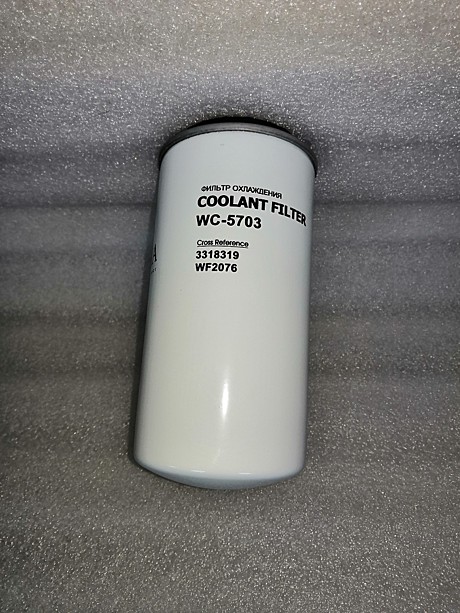 ФИЛЬТР ОХЛАЖДЕНИЯ
COOLANT FILTER
WC-5703
Cross Reference
3318319
WF2076